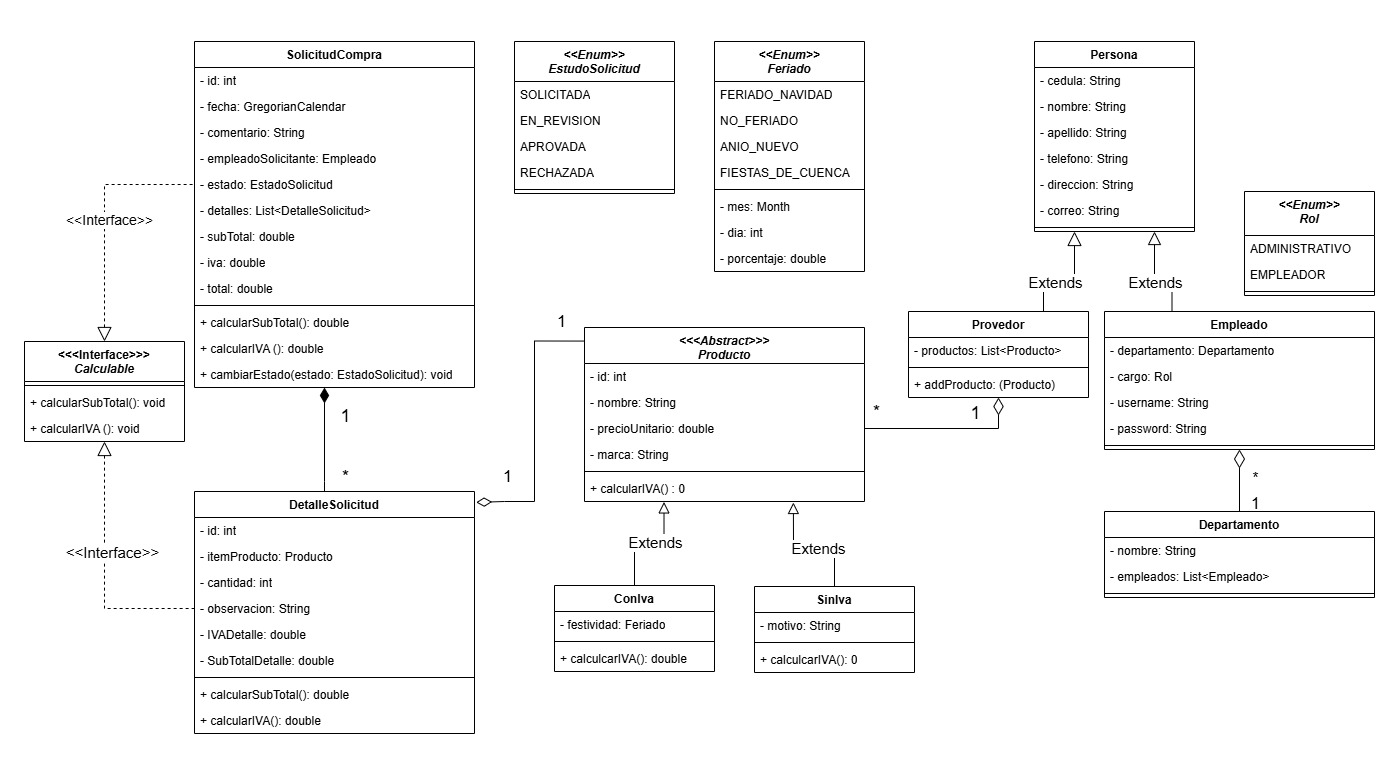 SolicitudCompra
- id: int
- fecha: GregorianCalendar
- comentario: String
- empleadoSolicitante: Empleado
- estado: EstadoSolicitud
- detalles: List<DetalleSolicitud>
- subTotal: double
- iva: double
- total: double
+ calcularSubTotal(): double
+ calcularIVA (): double
+ cambiarEstado(estado: EstadoSolicitud): void
<<Enum>>
EstudoSolicitud
SOLICITADA
EN_REVISION
APROVADA
RECHAZADA
<<Enum>>
Feriado
FERIADO_NAVIDAD
NO_FERIADO
ANIO_NUEVO
FIESTAS_DE_CUENCA
- mes: Month
- dia: int
- porcentaje: double
Persona
- cedula: String
- nombre: String
- apellido: String
- telefono: String
- direccion: String
- correo: String
<<Enum>>
Rol
ADMINISTRATIVO
EMPLEADOR
<<Interface>>
Extends
Extends
<<<Interface>>>
Calculable
+ calcularSubTotal(): void
+ calcularIVA (): void
1
<<<Abstract>>>
Producto
- id: int
- nombre: String
- precioUnitario: double
- marca: String
+ calcularIVA() : 0
Provedor
- productos: List<Producto>
+ addProducto: (Producto)
Empleado
- departamento: Departamento
- cargo: Rol
- username: String
- password: String
1
*
*
1
1
*
1
<<Interface>>
DetalleSolicitud
- id: int
- itemProducto: Producto
- cantidad: int
- observacion: String
- IVADetalle: double
- SubTotalDetalle: double
+ calcularSubTotal(): double
+ calcularIVA(): double
Extends
Extends
ConIva
- festividad: Feriado
+ calculcarIVA(): double
SinIva
- motivo: String
+ calculcarIVA(): 0
Departamento
- nombre: String
- empleados: List<Empleado>